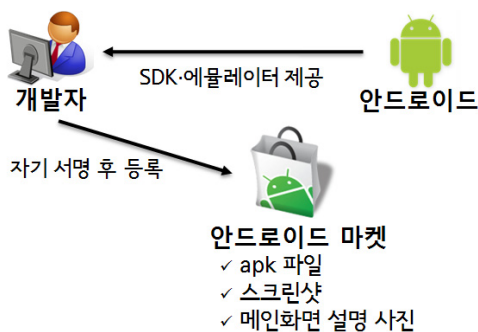 SDK·에뮬레이터 제공
개발자
안드로이드
자기 서명 후 등록
안드로이드 마켓
✓ apk 파일
✓ 스크린샷
✓ 메인화면 설명 사진